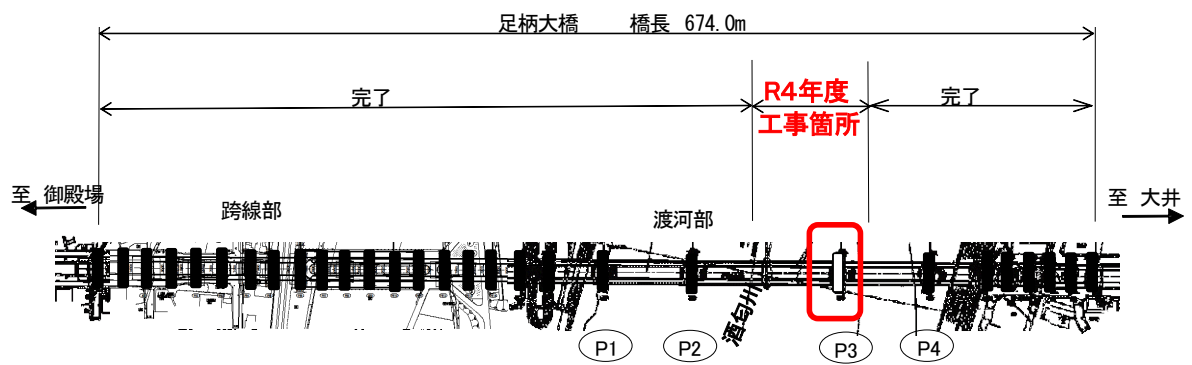 足柄大橋 橋長 674.0m
完了
R4年度
工事箇所
完了
至 御殿場
至 大井
跨線部
渡河部
酒匂川
P1
P2
P3
P4